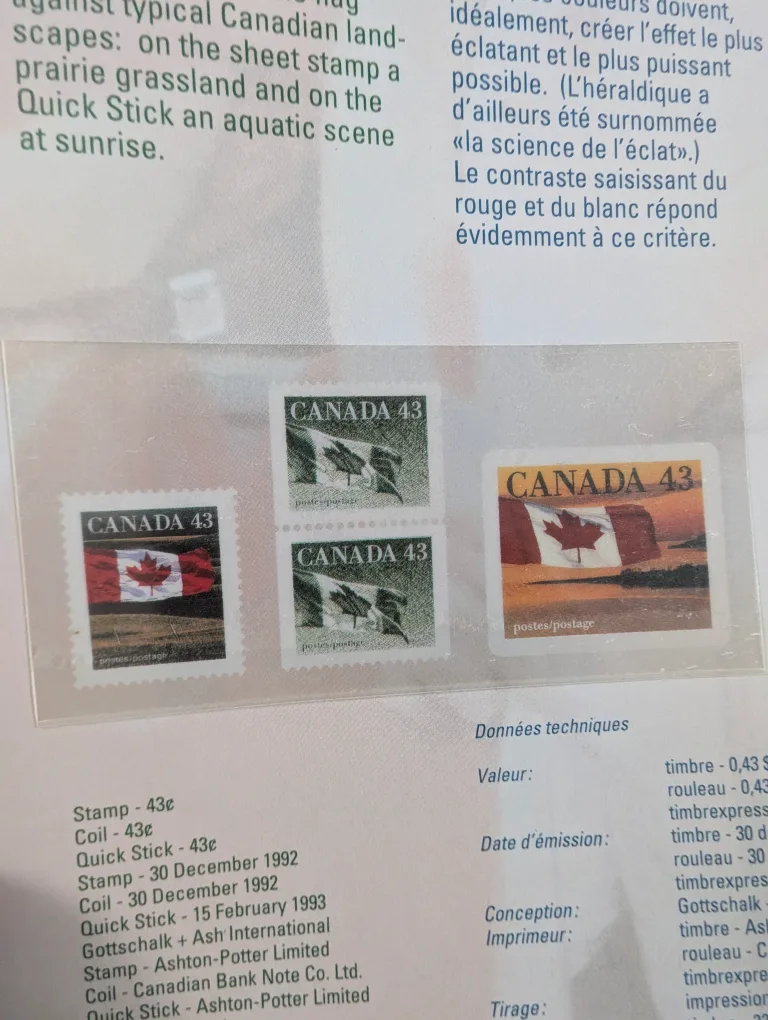 against typical Canadian land-
scapes: on the sheet stamp a
prairie grassland and on the
Quick Stick an aquatic scene
at sunrise.
doivent,
idéalement, créer l'effet le plus
éclatant et le plus puissant
possible. (L'héraldique a
d'ailleurs été surnommée
«la science de l'éclat».)
Le contraste saisissant du
rouge et du blanc répond
évidemment à ce critère.
CANADA 43
postes/postage
CANADA 43
postes/postage
CANADA 43
postes/postage
CANADA 43
postes/postage
Stamp - 43¢
Coil - 43¢
Quick Stick - 43¢
Stamp - 30 December 1992
Coil - 30 December 1992
Quick Stick - 15 February 1993
Gottschalk + Ash International
Stamp - Ashton-Potter Limited
Coil - Canadian Bank Note Co. Ltd.
Quick Stick - Ashton-Potter Limited
Données techniques
Valeur: timbre - 0,43
rouleau - 0,43
timbrexpress
Date d'émission: timbre - 30 d
rouleau - 30
timbrexpres
Conception: Gottschalk
Imprimeur: timbre - Asl
rouleau - C
timbrexpre
Tirage: impression